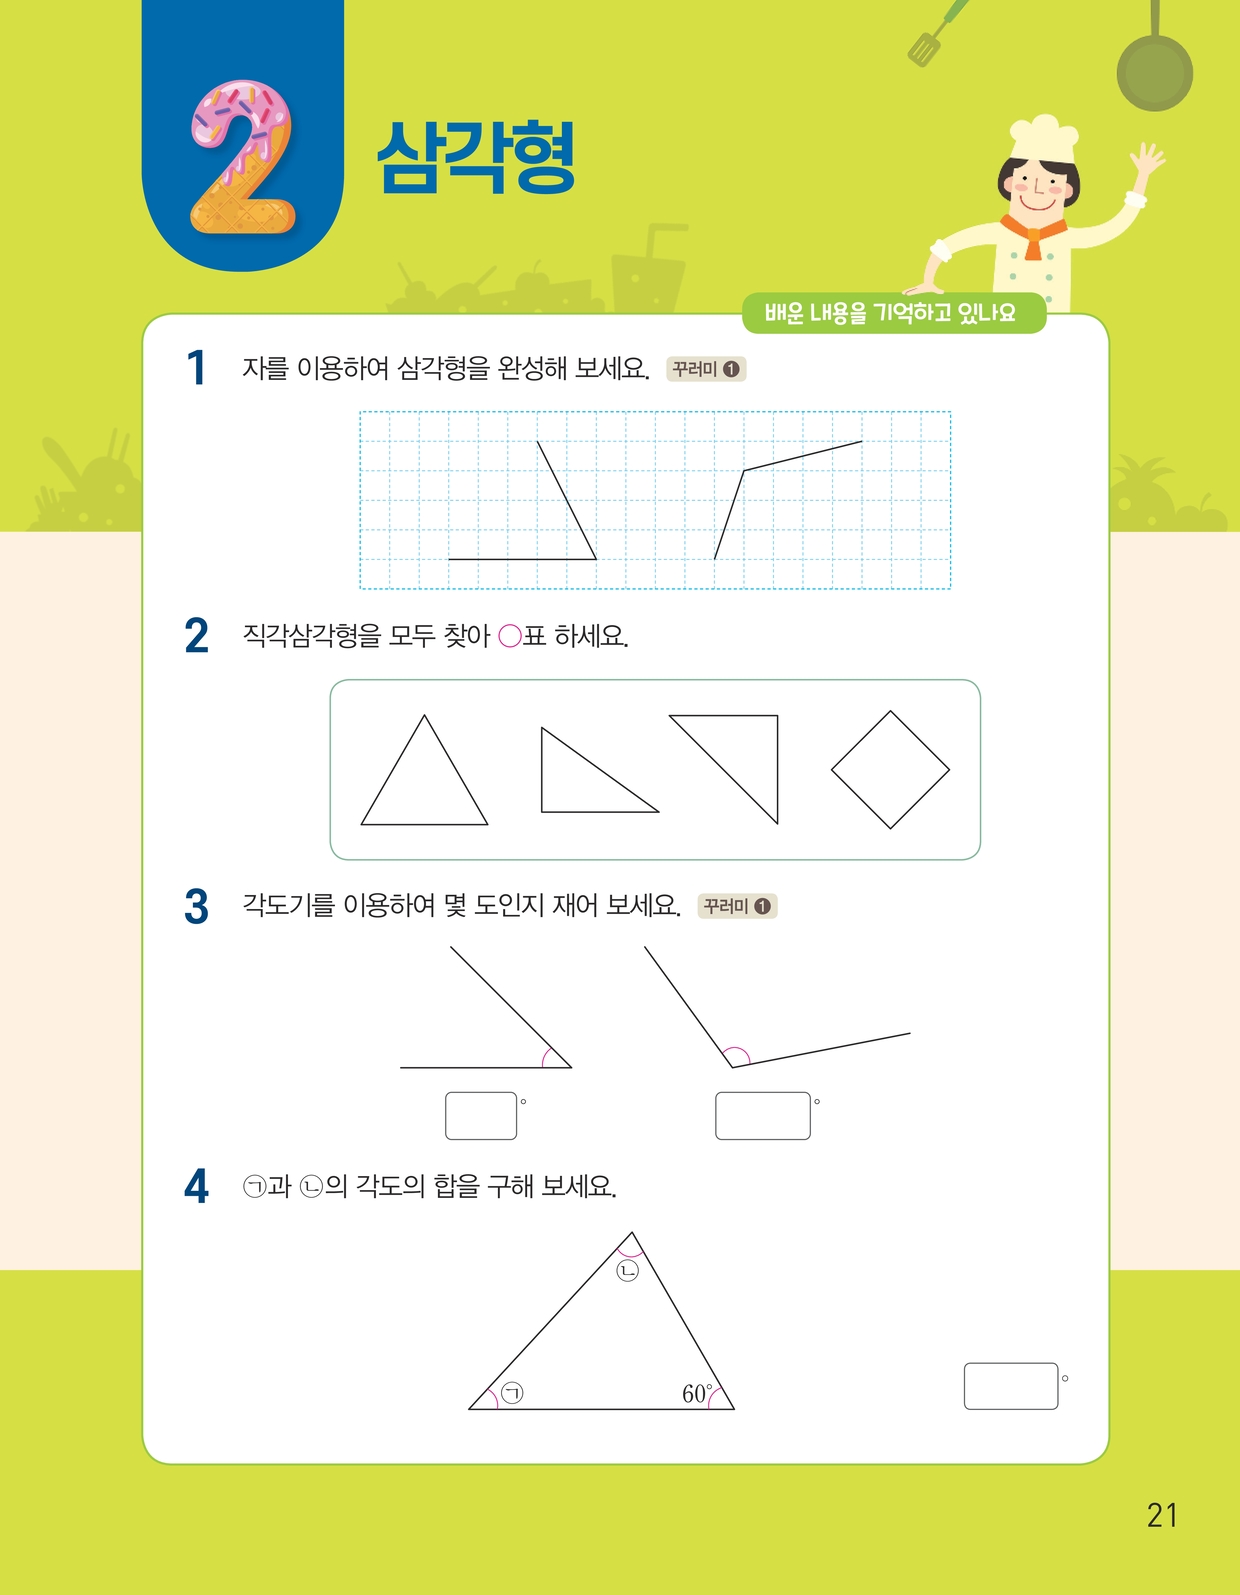 2
삼각형
배운 내용을 기억하고 있나요
1 자를 이용하여 삼각형을 완성해 보세요. 꾸러미 ❶
2 직각삼각형을 모두 찾아 ○표 하세요.
3 각도기를 이용하여 몇 도인지 재어 보세요. 꾸러미 ❶
° °
4 ㉠과 ㉡의 각도의 합을 구해 보세요.
㉡
㉠ 60°
°
21